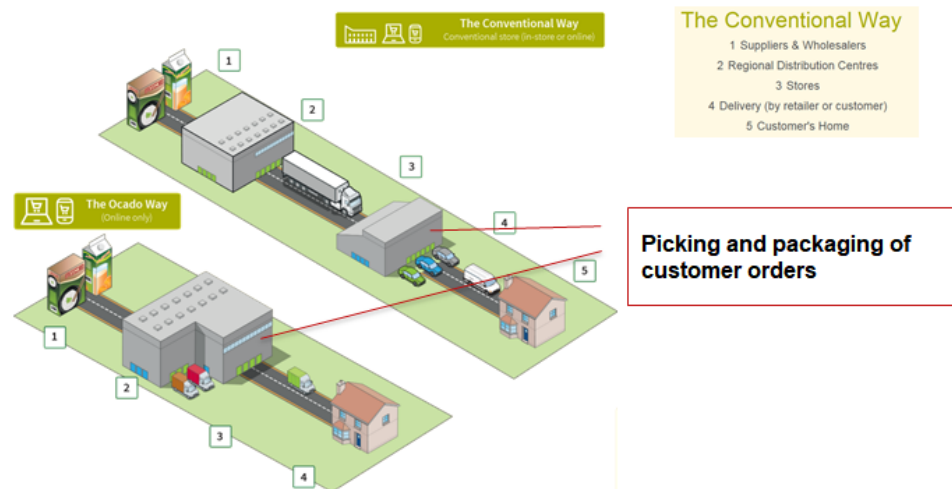 The Conventional Way
Conventional store (in-store or online)
The Conventional Way
1 Suppliers & Wholesalers
2 Regional Distribution Centres
3 Stores
4 Delivery (by retailer or customer)
5 Customer's Home
1
2
3
4
5
Picking and packaging of
customer orders
The Ocado Way
(Online only)
1
2
3
4